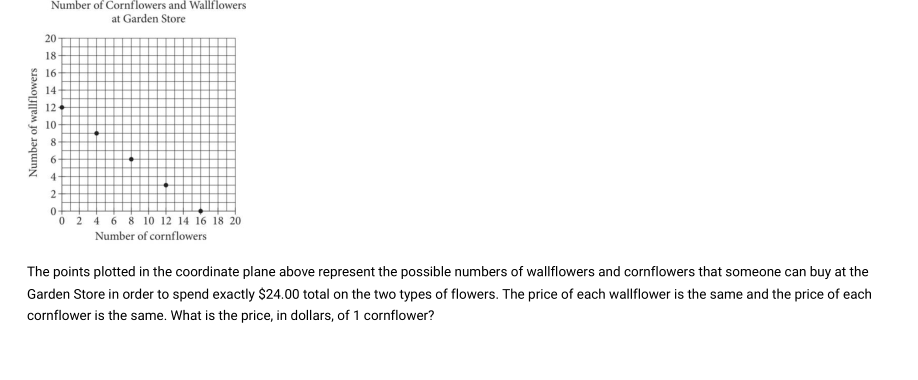 Number of Cornflowers and Wallflowers
at Garden Store
Number of wallflowers
20
18
16
14
12
10
8
6
4
2
0
0 2 4 6 8 10 12 14 16 18 20
Number of cornflowers
The points plotted in the coordinate plane above represent the possible numbers of wallflowers and cornflowers that someone can buy at the
Garden Store in order to spend exactly $24.00 total on the two types of flowers. The price of each wallflower is the same and the price of each
cornflower is the same. What is the price, in dollars, of 1 cornflower?